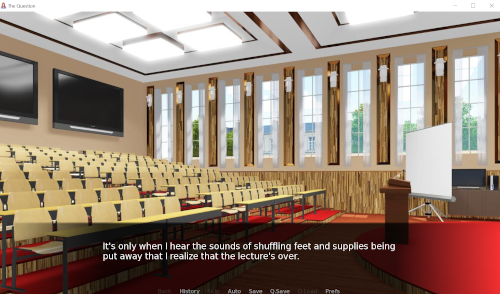 The Question
It's only when I hear the sounds of shuffling feet and supplies being
put away that I realize that the lecture's over.
Back History Skip Auto Save Q.Save Q.Load Prefs